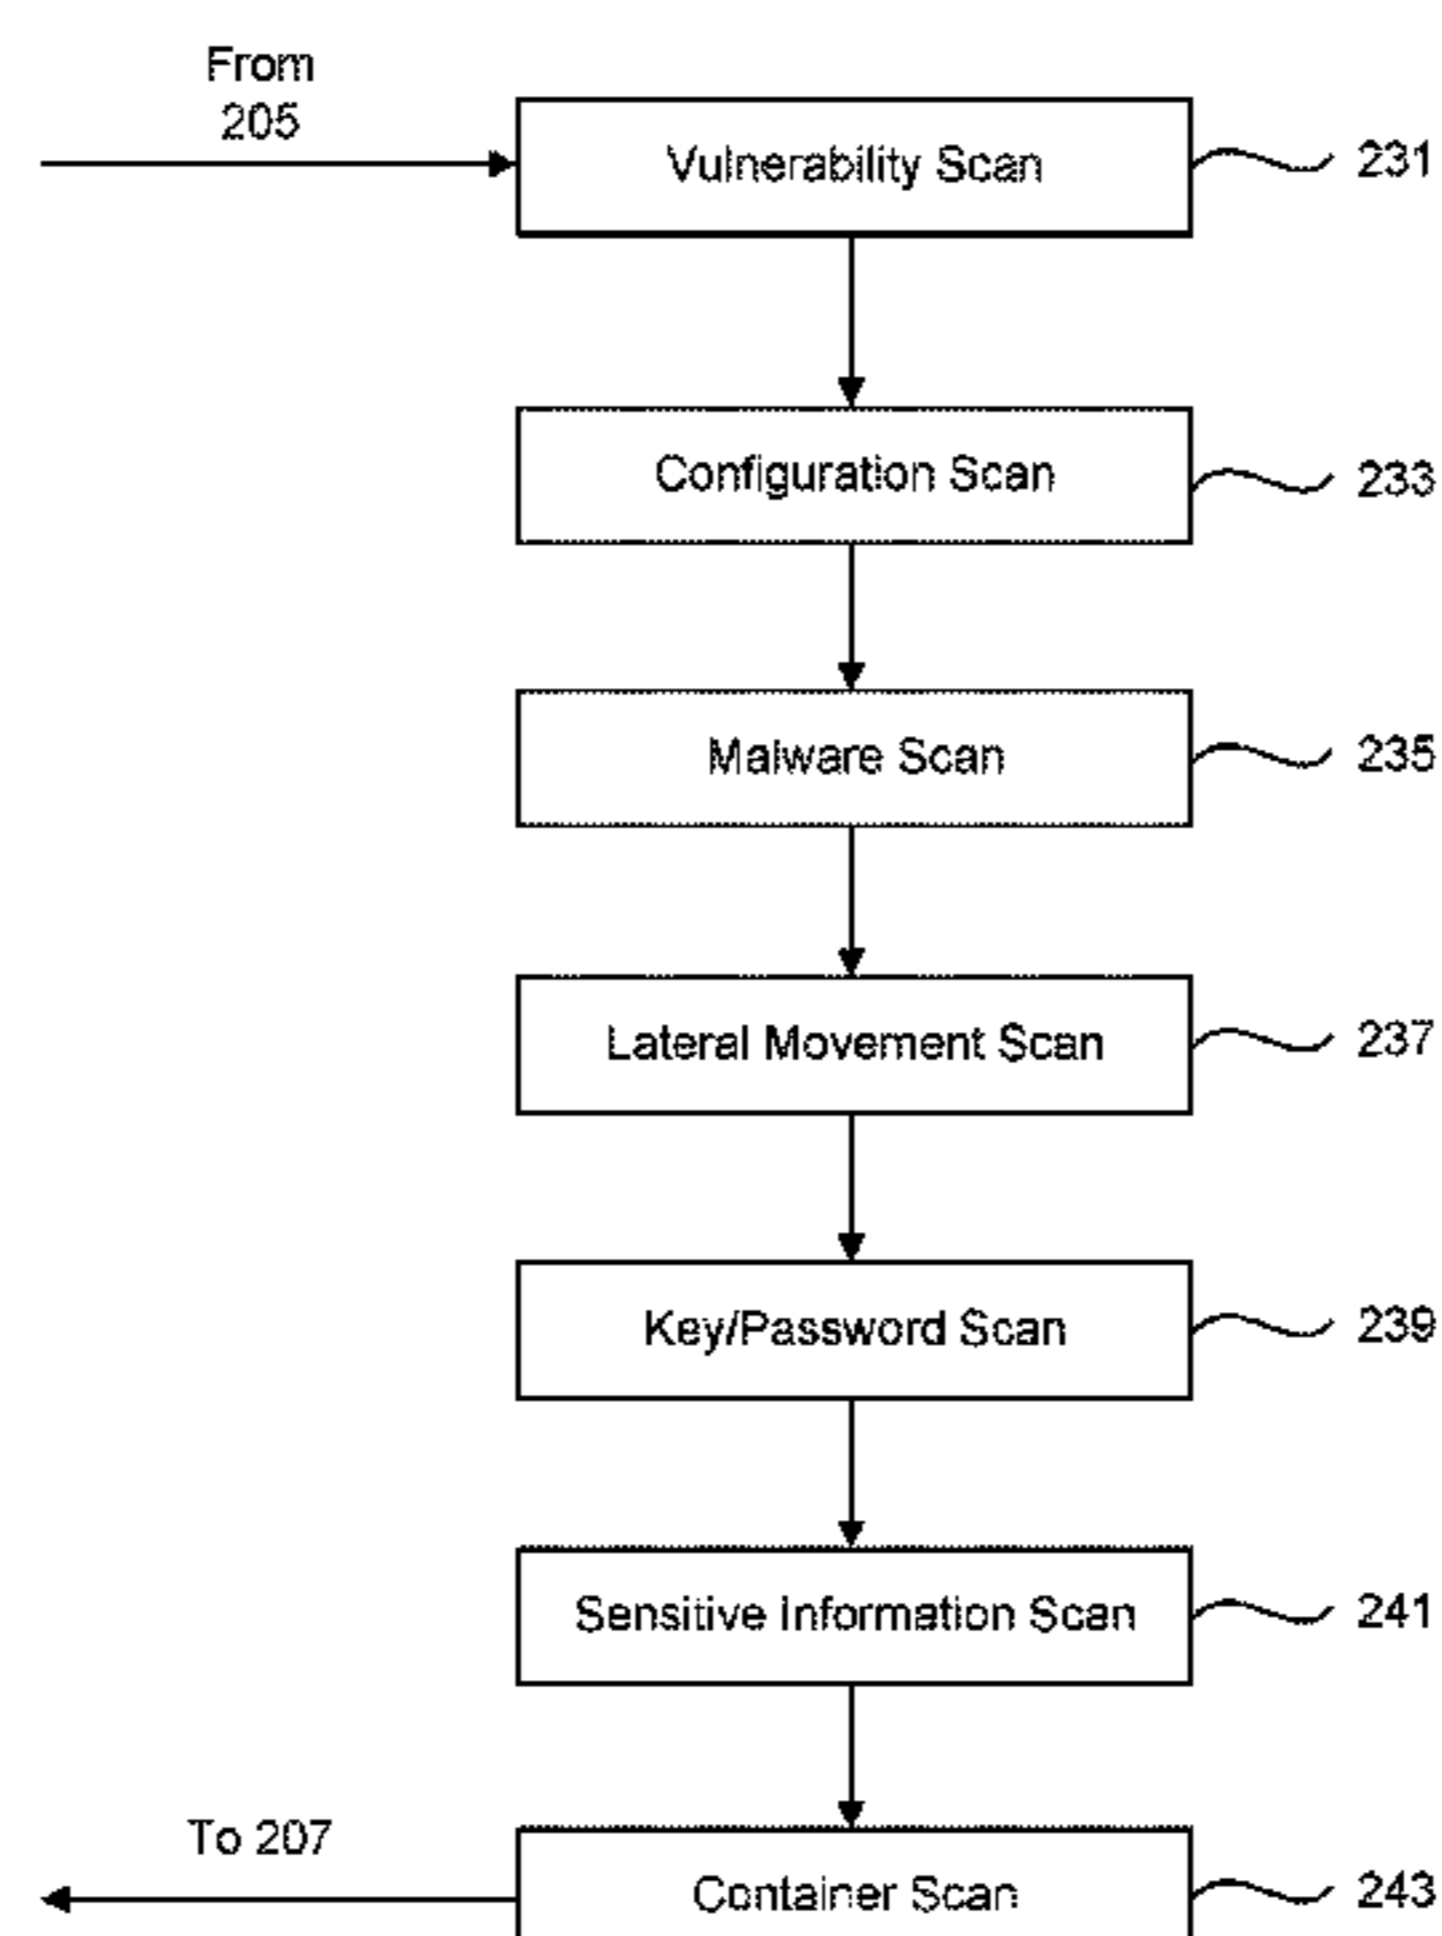 From
205
Vulnerability Scan
231
Configuration Scan
233
Malware Scan
235
Lateral Movement Scan
237
Key/Password Scan
239
Sensitive Information Scan
241
To 207
Container Scan
243